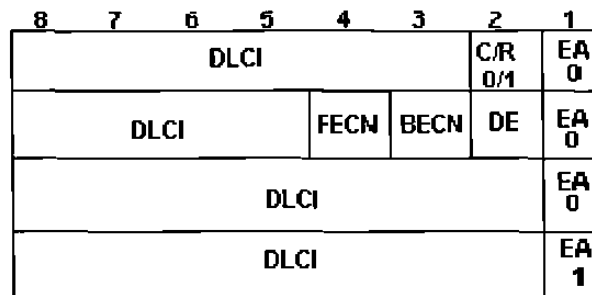 8 7 6 5 4 3 2 1
DLCI C/R 0/1 EA 0
DLCI FECN BECN DE EA 0
DLCI EA 0
DLCI EA 1